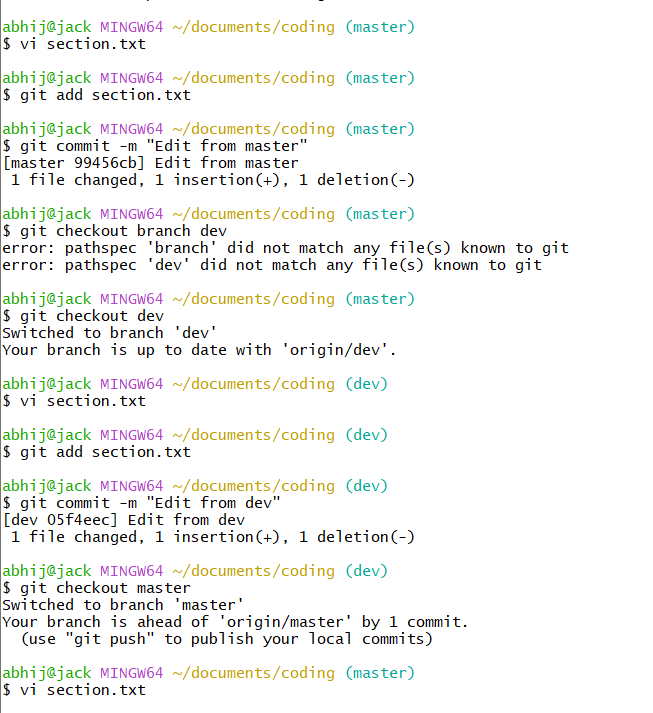 abhij@jack MINGW64 ~/documents/coding (master)
$ vi section.txt
abhij@jack MINGW64 ~/documents/coding (master)
$ git add section.txt
abhij@jack MINGW64 ~/documents/coding (master)
$ git commit -m "Edit from master"
[master 99456cb] Edit from master
 1 file changed, 1 insertion(+), 1 deletion(-)
abhij@jack MINGW64 ~/documents/coding (master)
$ git checkout branch dev
error: pathspec 'branch' did not match any file(s) known to git
error: pathspec 'dev' did not match any file(s) known to git
abhij@jack MINGW64 ~/documents/coding (master)
$ git checkout dev
Switched to branch 'dev'
Your branch is up to date with 'origin/dev'.
abhij@jack MINGW64 ~/documents/coding (dev)
$ vi section.txt
abhij@jack MINGW64 ~/documents/coding (dev)
$ git add section.txt
abhij@jack MINGW64 ~/documents/coding (dev)
$ git commit -m "Edit from dev"
[dev 05f4eec] Edit from dev
 1 file changed, 1 insertion(+), 1 deletion(-)
abhij@jack MINGW64 ~/documents/coding (dev)
$ git checkout master
Switched to branch 'master'
Your branch is ahead of 'origin/master' by 1 commit.
  (use "git push" to publish your local commits)
abhij@jack MINGW64 ~/documents/coding (master)
$ vi section.txt